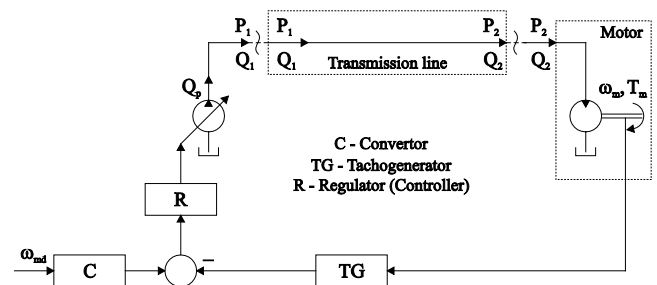 P1 P1 P2 P2 Motor
Q1 Q1 Transmission line Q2 Q2
Qp
ωm, Tm
C - Convertor
TG - Tachogenerator
R - Regulator (Controller)
R
ωmd
C
−
TG